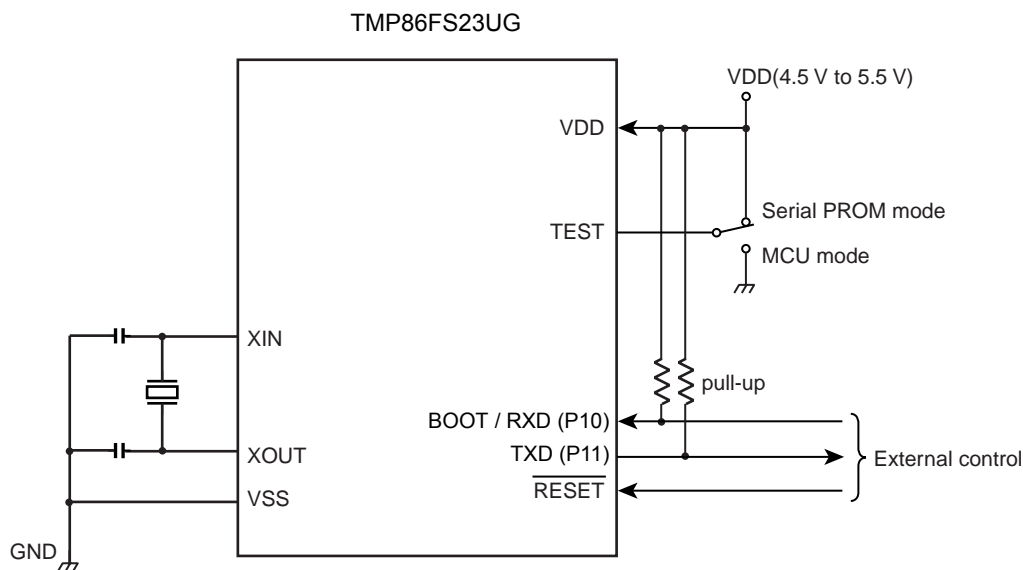 TMP86FS23UG
VDD(4.5 V to 5.5 V)
VDD
Serial PROM mode
TEST
MCU mode
XIN
pull-up
BOOT / RXD (P10)
XOUT
TXD (P11)
External control
RESET
VSS
GND